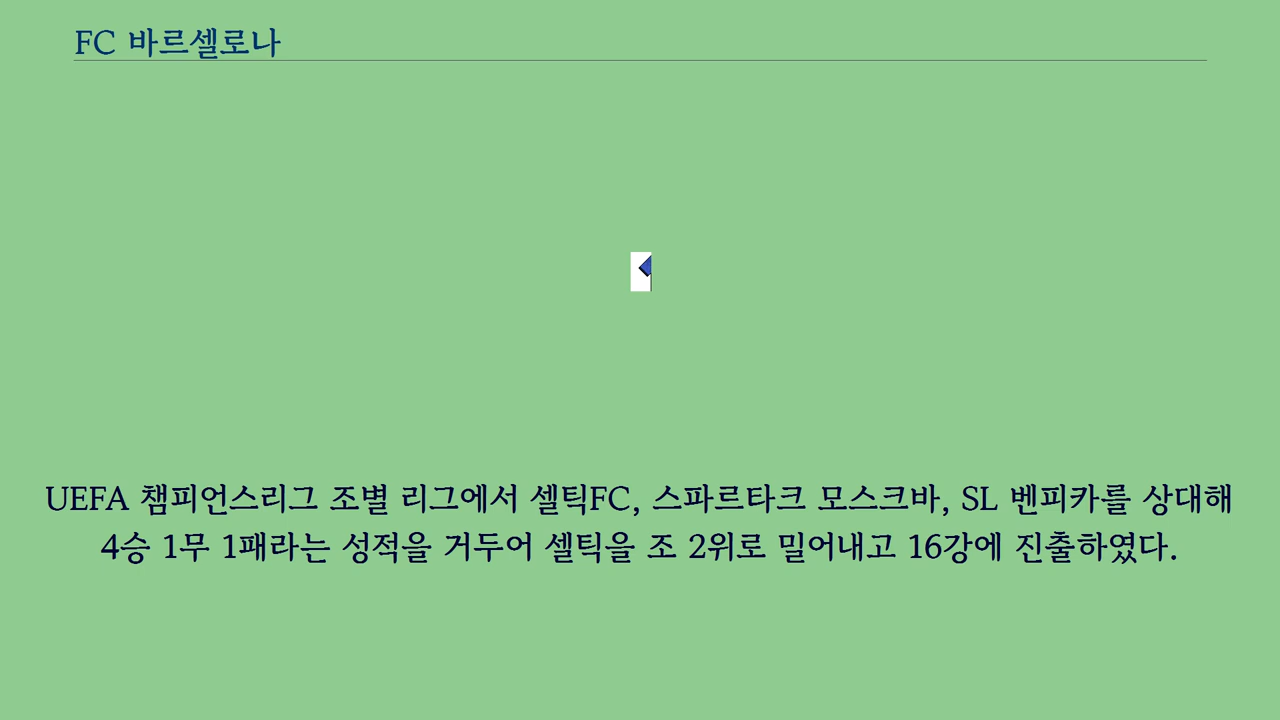 FC 바르셀로나
UEFA 챔피언스리그 조별 리그에서 셀틱FC, 스파르타크 모스크바, SL 벤피카를 상대해
4승 1무 1패라는 성적을 거두어 셀틱을 조 2위로 밀어내고 16강에 진출하였다.